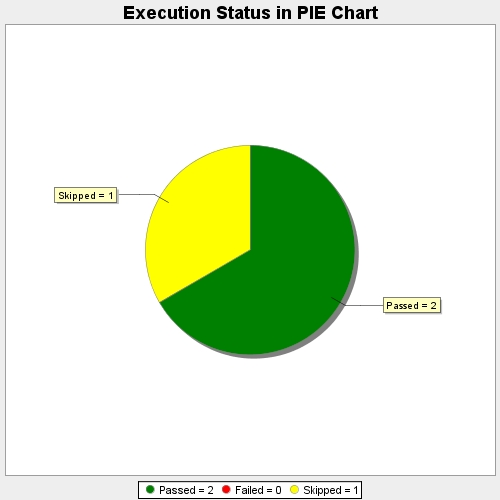 Execution Status in PIE Chart
Skipped = 1
Passed = 2
Passed = 2 Failed = 0 Skipped = 1